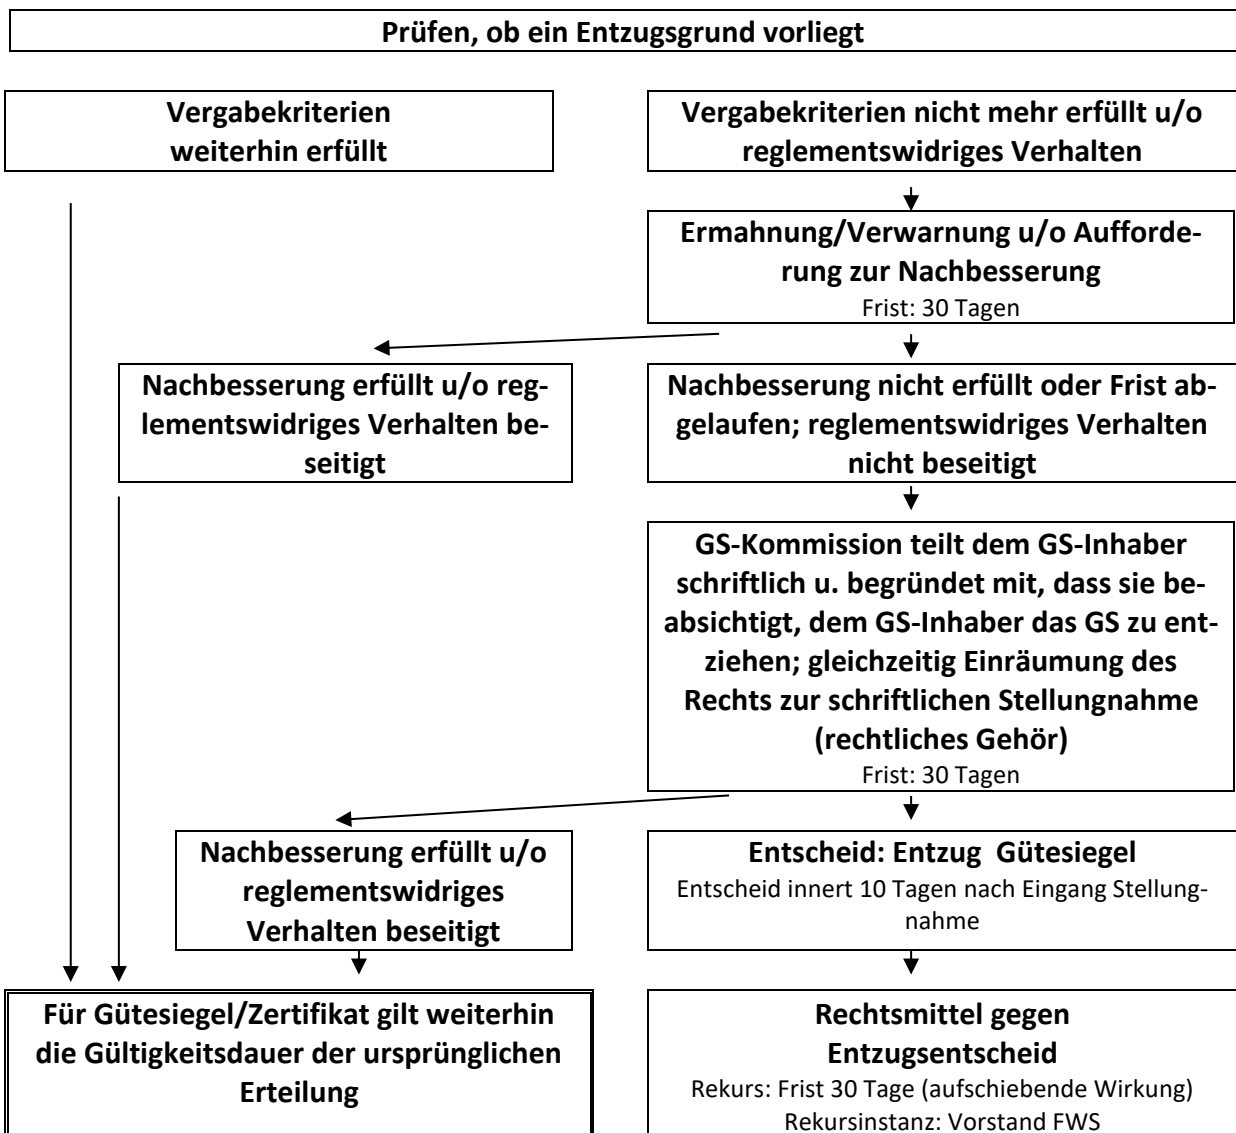 Prüfen, ob ein Entzugsgrund vorliegt
Vergabekriterien
weiterhin erfüllt
Vergabekriterien nicht mehr erfüllt u/o
reglementswidriges Verhalten
Ermahnung/Verwarnung u/o Aufforde-
rung zur Nachbesserung
Frist: 30 Tagen
Nachbesserung erfüllt u/o reg-
lementswidriges Verhalten be-
seitigt
Nachbesserung nicht erfüllt oder Frist ab-
gelaufen; reglementswidriges Verhalten
nicht beseitigt
GS-Kommission teilt dem GS-Inhaber
schriftlich u. begründet mit, dass sie be-
absichtigt, dem GS-Inhaber das GS zu ent-
ziehen; gleichzeitig Einräumung des
Rechts zur schriftlichen Stellungnahme
(rechtliches Gehör)
Frist: 30 Tagen
Nachbesserung erfüllt u/o
reglementswidriges
Verhalten beseitigt
Entscheid: Entzug  Gütesiegel
Entscheid innert 10 Tagen nach Eingang Stellung-
nahme
Für Gütesiegel/Zertifikat gilt weiterhin
die Gültigkeitsdauer der ursprünglichen
Erteilung
Rechtsmittel gegen
Entzugsentscheid
Rekurs: Frist 30 Tage (aufschiebende Wirkung)
Rekursinstanz: Vorstand FWS